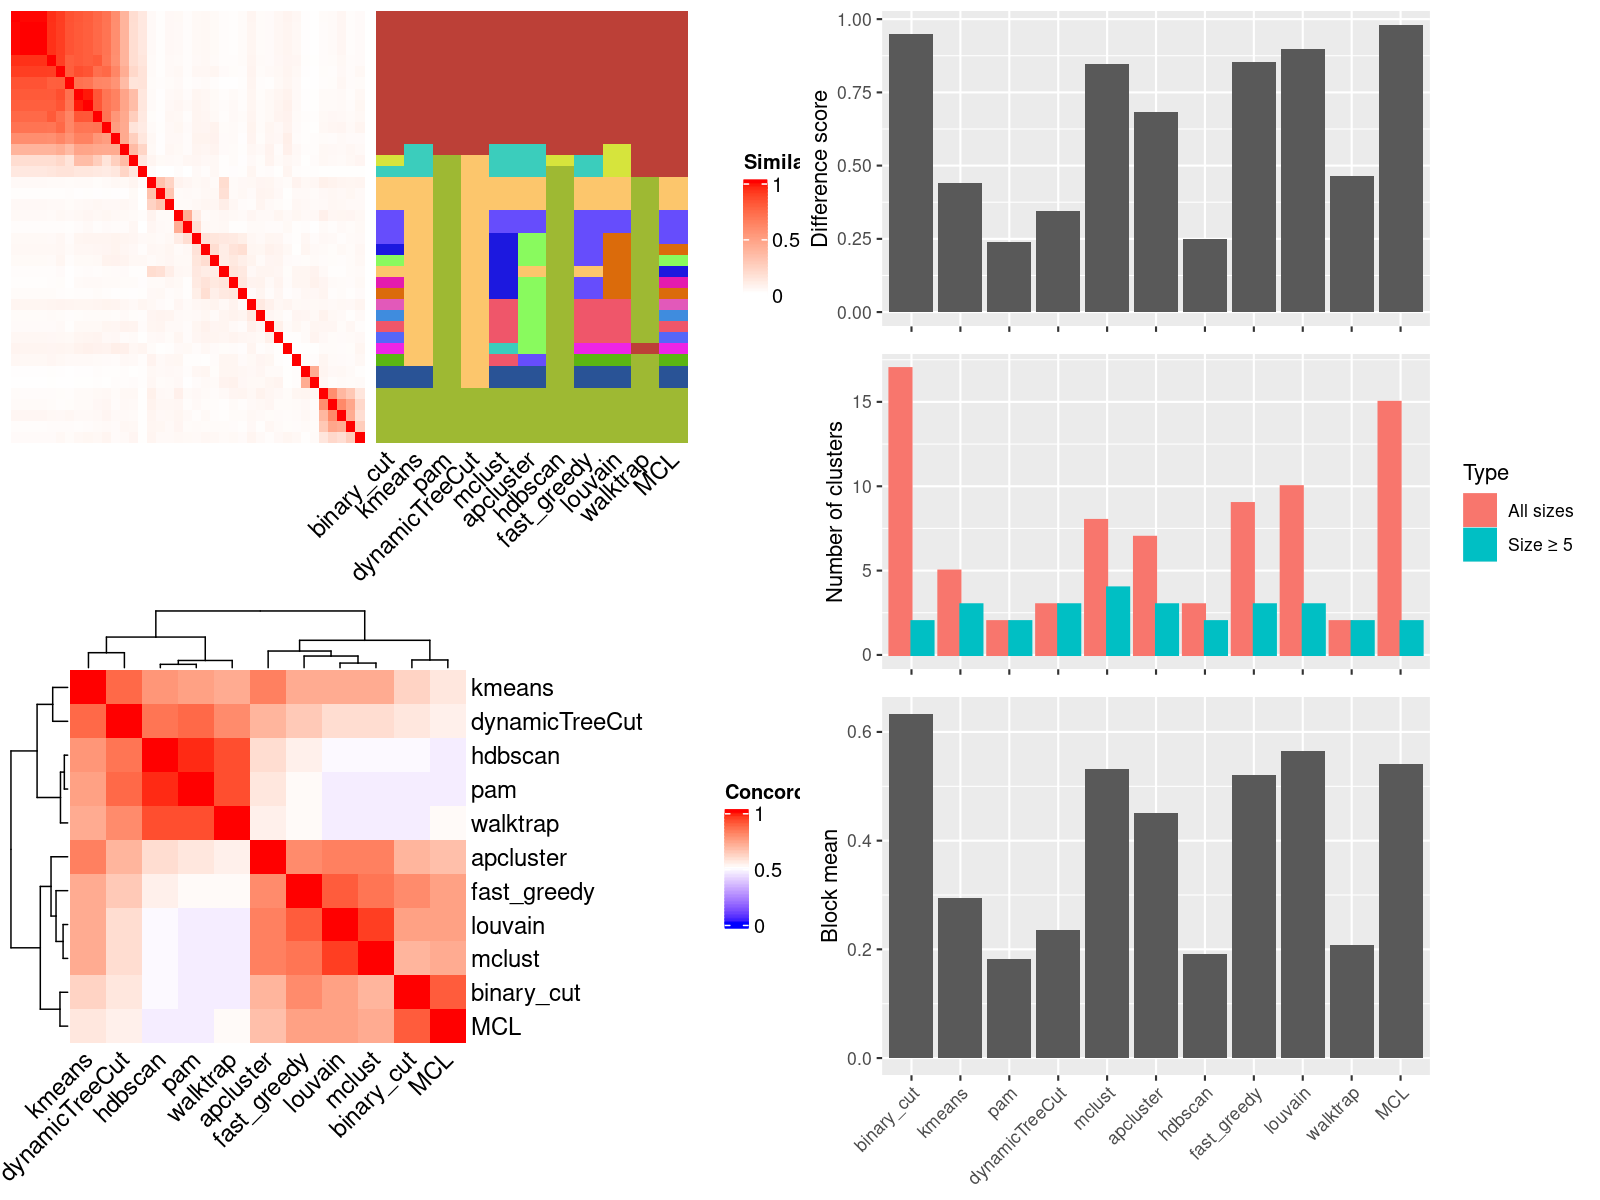 Simila
1
0.5
0
binary_cut
kmeans
pam
dynamicTreeCut
mclust
apcluster
hdbscan
fast_greedy
louvain
walktrap
MCL
kmeans
dynamicTreeCut
hdbscan
pam
walktrap
apcluster
fast_greedy
louvain
mclust
binary_cut
MCL
kmeans
dynamicTreeCut
hdbscan
pam
walktrap
apcluster
fast_greedy
louvain
mclust
binary_cut
MCL
Concord
1
0.5
0
Difference score
1.00
0.75
0.50
0.25
0.00
Number of clusters
15
10
5
0
Type
All sizes
Size ≥ 5
Block mean
0.6
0.4
0.2
0.0
binary_cut
kmeans
pam
dynamicTreeCut
mclust
apcluster
hdbscan
fast_greedy
louvain
walktrap
MCL